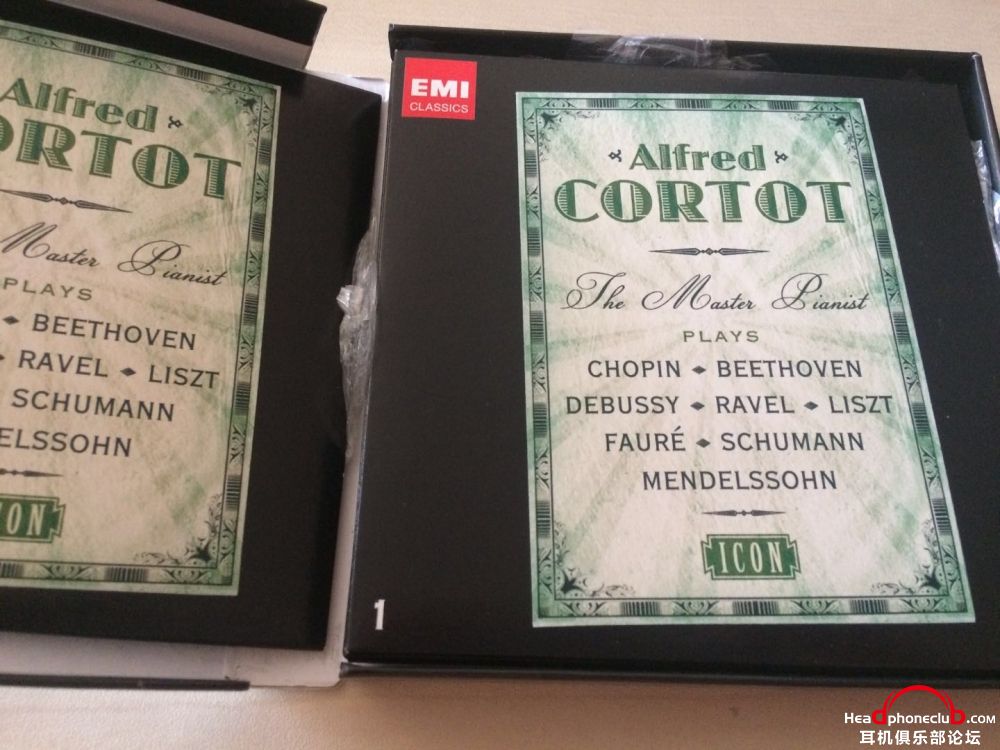 Alfred
ORTOT
Master Pianist
PLAYS
◆ BEETHOVEN
◆ RAVEL ◆ LISZT
SCHUMANN
ELSSOHN
ION
EMI
CLASSICS
Alfred
CORTOT
The Master Pianist
PLAYS
CHOPIN ◆ BEETHOVEN
DEBUSSY ◆ RAVEL ◆ LISZT
FAURÉ ◆ SCHUMANN
MENDELSSOHN
ICON
1
Headphoneclub.com
耳机俱乐部论坛